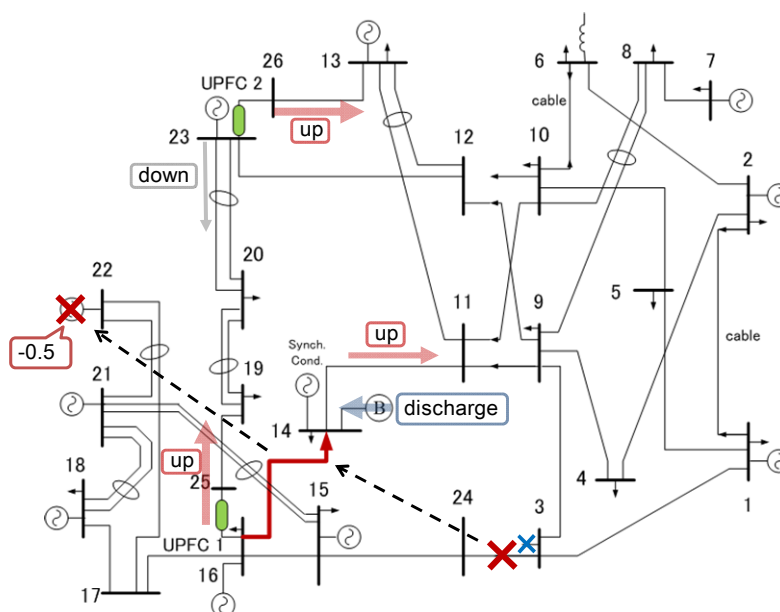 26
13
6
8
7
UPFC 2
cable
up
23
12
10
2
down
20
22
11
9
5
up
cable
-0.5
Synch.
Cond.
21
19
B
discharge
14
18
up
25
15
24
3
4
1
UPFC 1
16
17